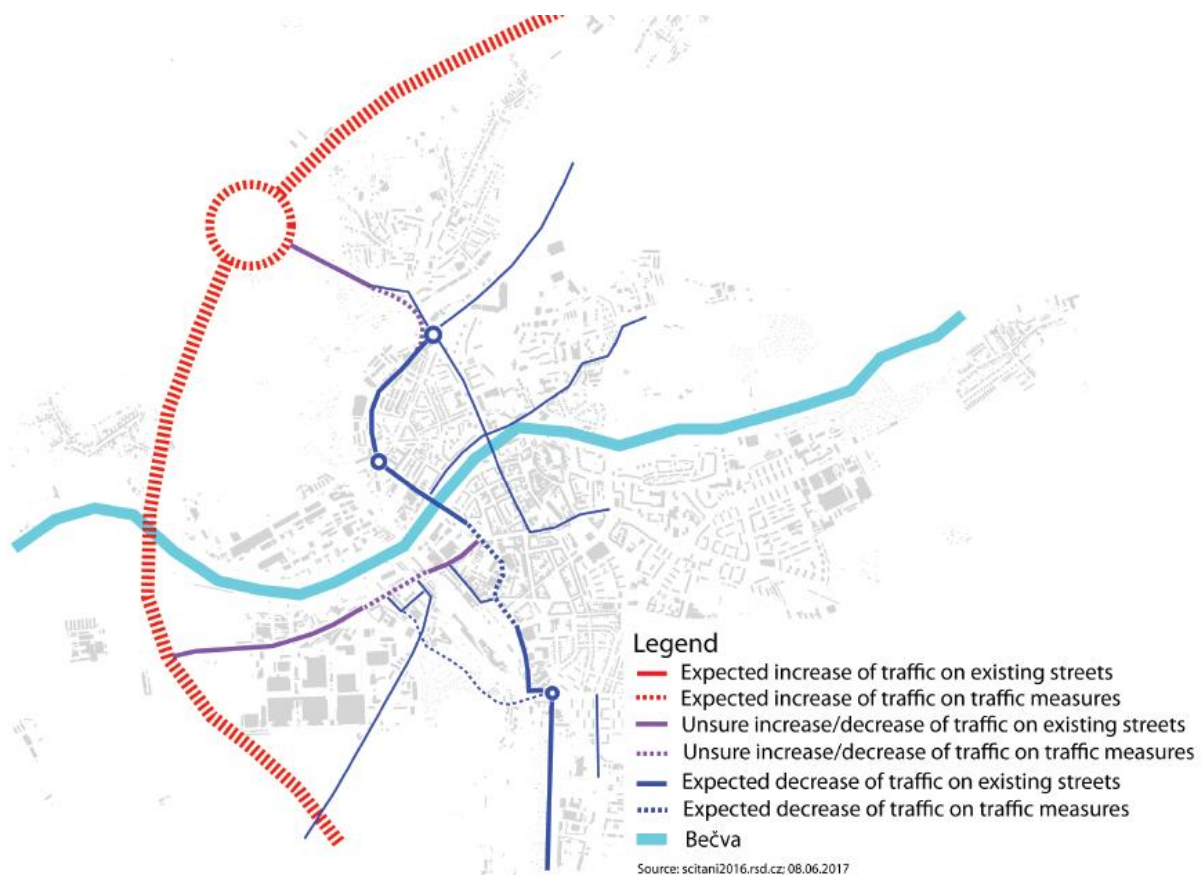 Legend
Expected increase of traffic on existing streets
Expected increase of traffic on traffic measures
Unsure increase/decrease of traffic on existing streets
Unsure increase/decrease of traffic on traffic measures
Expected decrease of traffic on existing streets
Expected decrease of traffic on traffic measures
Bečva
Source: scitani2016.rsd.cz; 08.06.2017